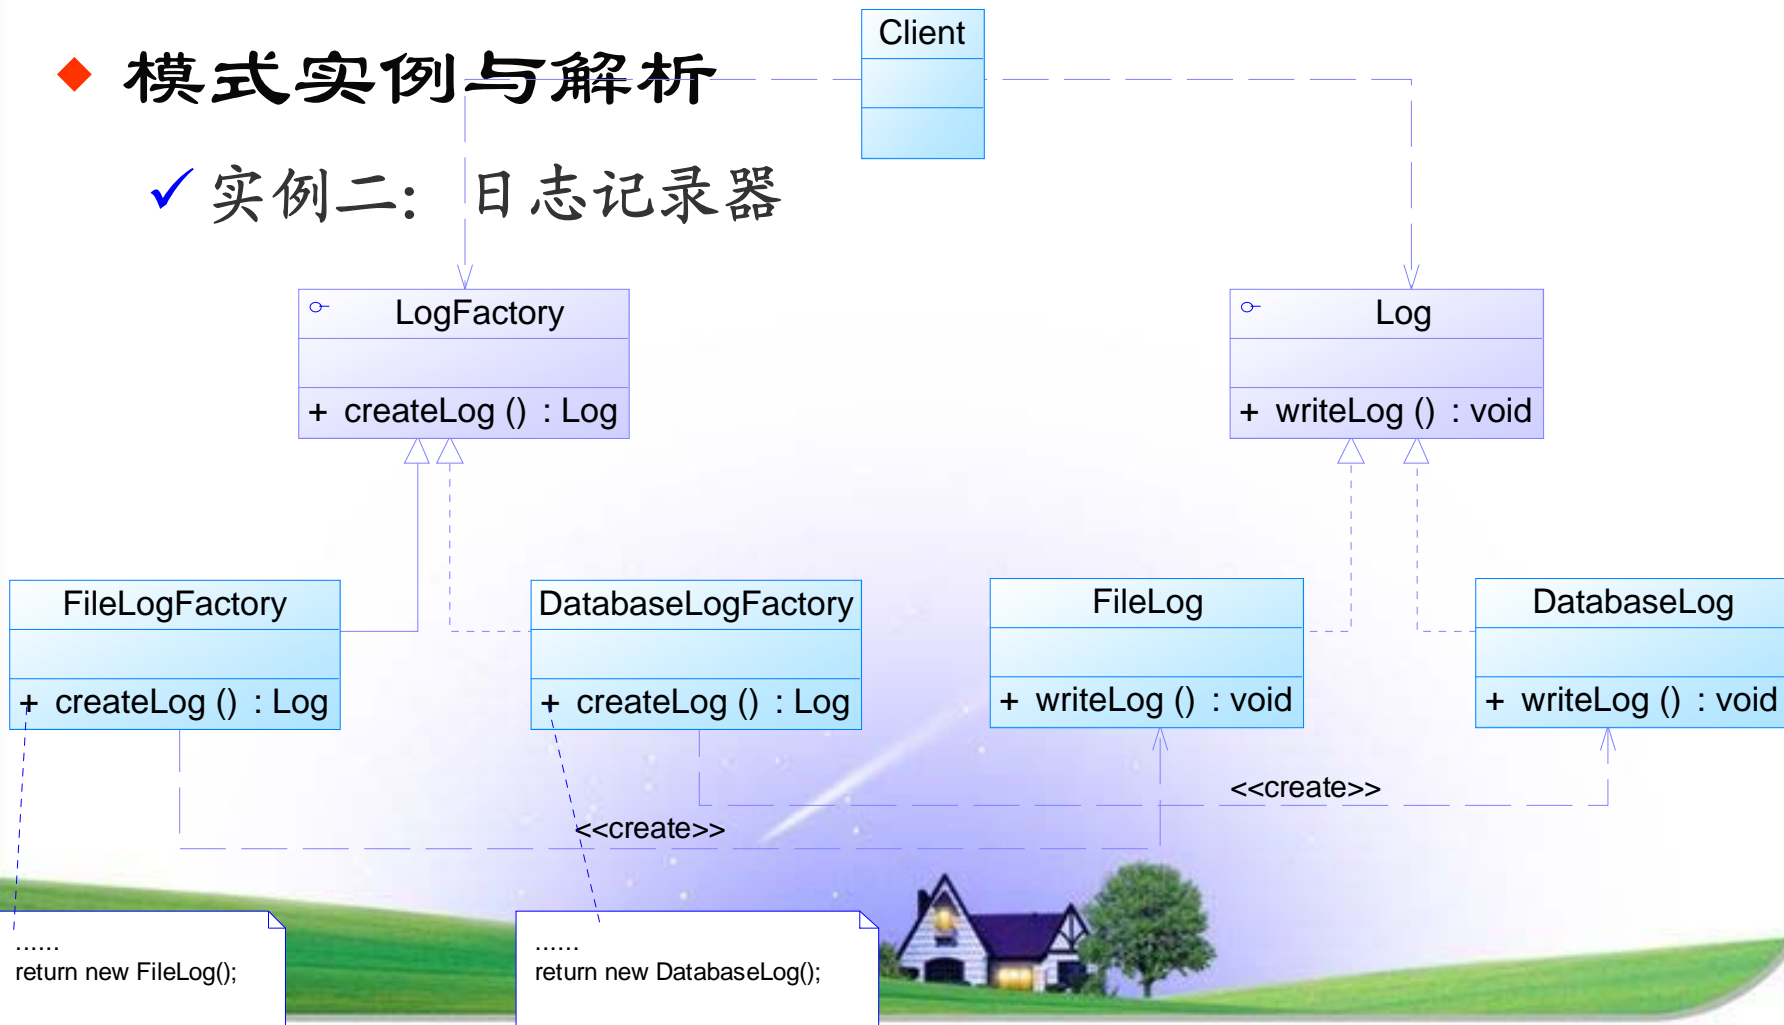 模式实例与解析
实例二：日志记录器
Client
LogFactory
+ createLog () : Log
Log
+ writeLog () : void
FileLogFactory
+ createLog () : Log
DatabaseLogFactory
+ createLog () : Log
FileLog
+ writeLog () : void
DatabaseLog
+ writeLog () : void
<<create>>
<<create>>
......
return new FileLog();
......
return new DatabaseLog();